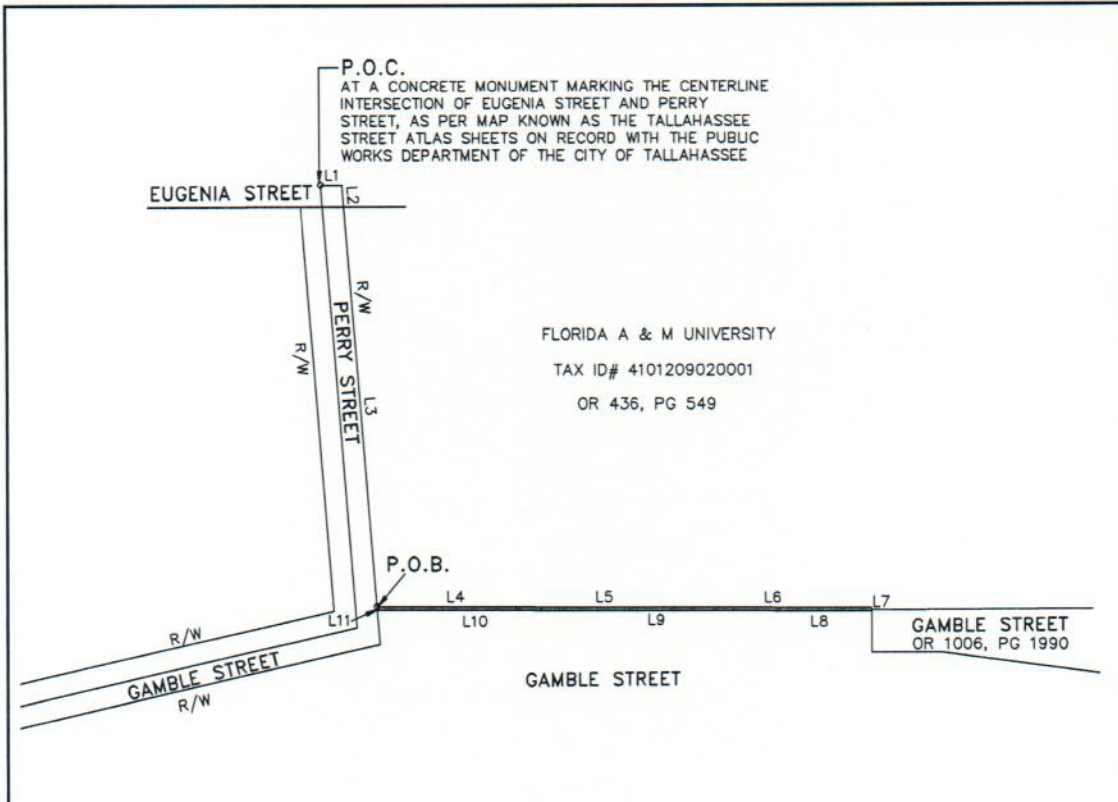 P.O.C.
AT A CONCRETE MONUMENT MARKING THE CENTERLINE
INTERSECTION OF EUGENIA STREET AND PERRY
STREET, AS PER MAP KNOWN AS THE TALLAHASSEE
STREET ATLAS SHEETS ON RECORD WITH THE PUBLIC
WORKS DEPARTMENT OF THE CITY OF TALLAHASSEE
L1
EUGENIA STREET
L2
R/W
PERRY STREET
R/W
L3
FLORIDA A & M UNIVERSITY
TAX ID# 4101209020001
OR 436, PG 549
P.O.B.
L4
L5
L6
L7
L11
L10
L9
L8
R/W
GAMBLE STREET
R/W
GAMBLE STREET
GAMBLE STREET
OR 1006, PG 1990